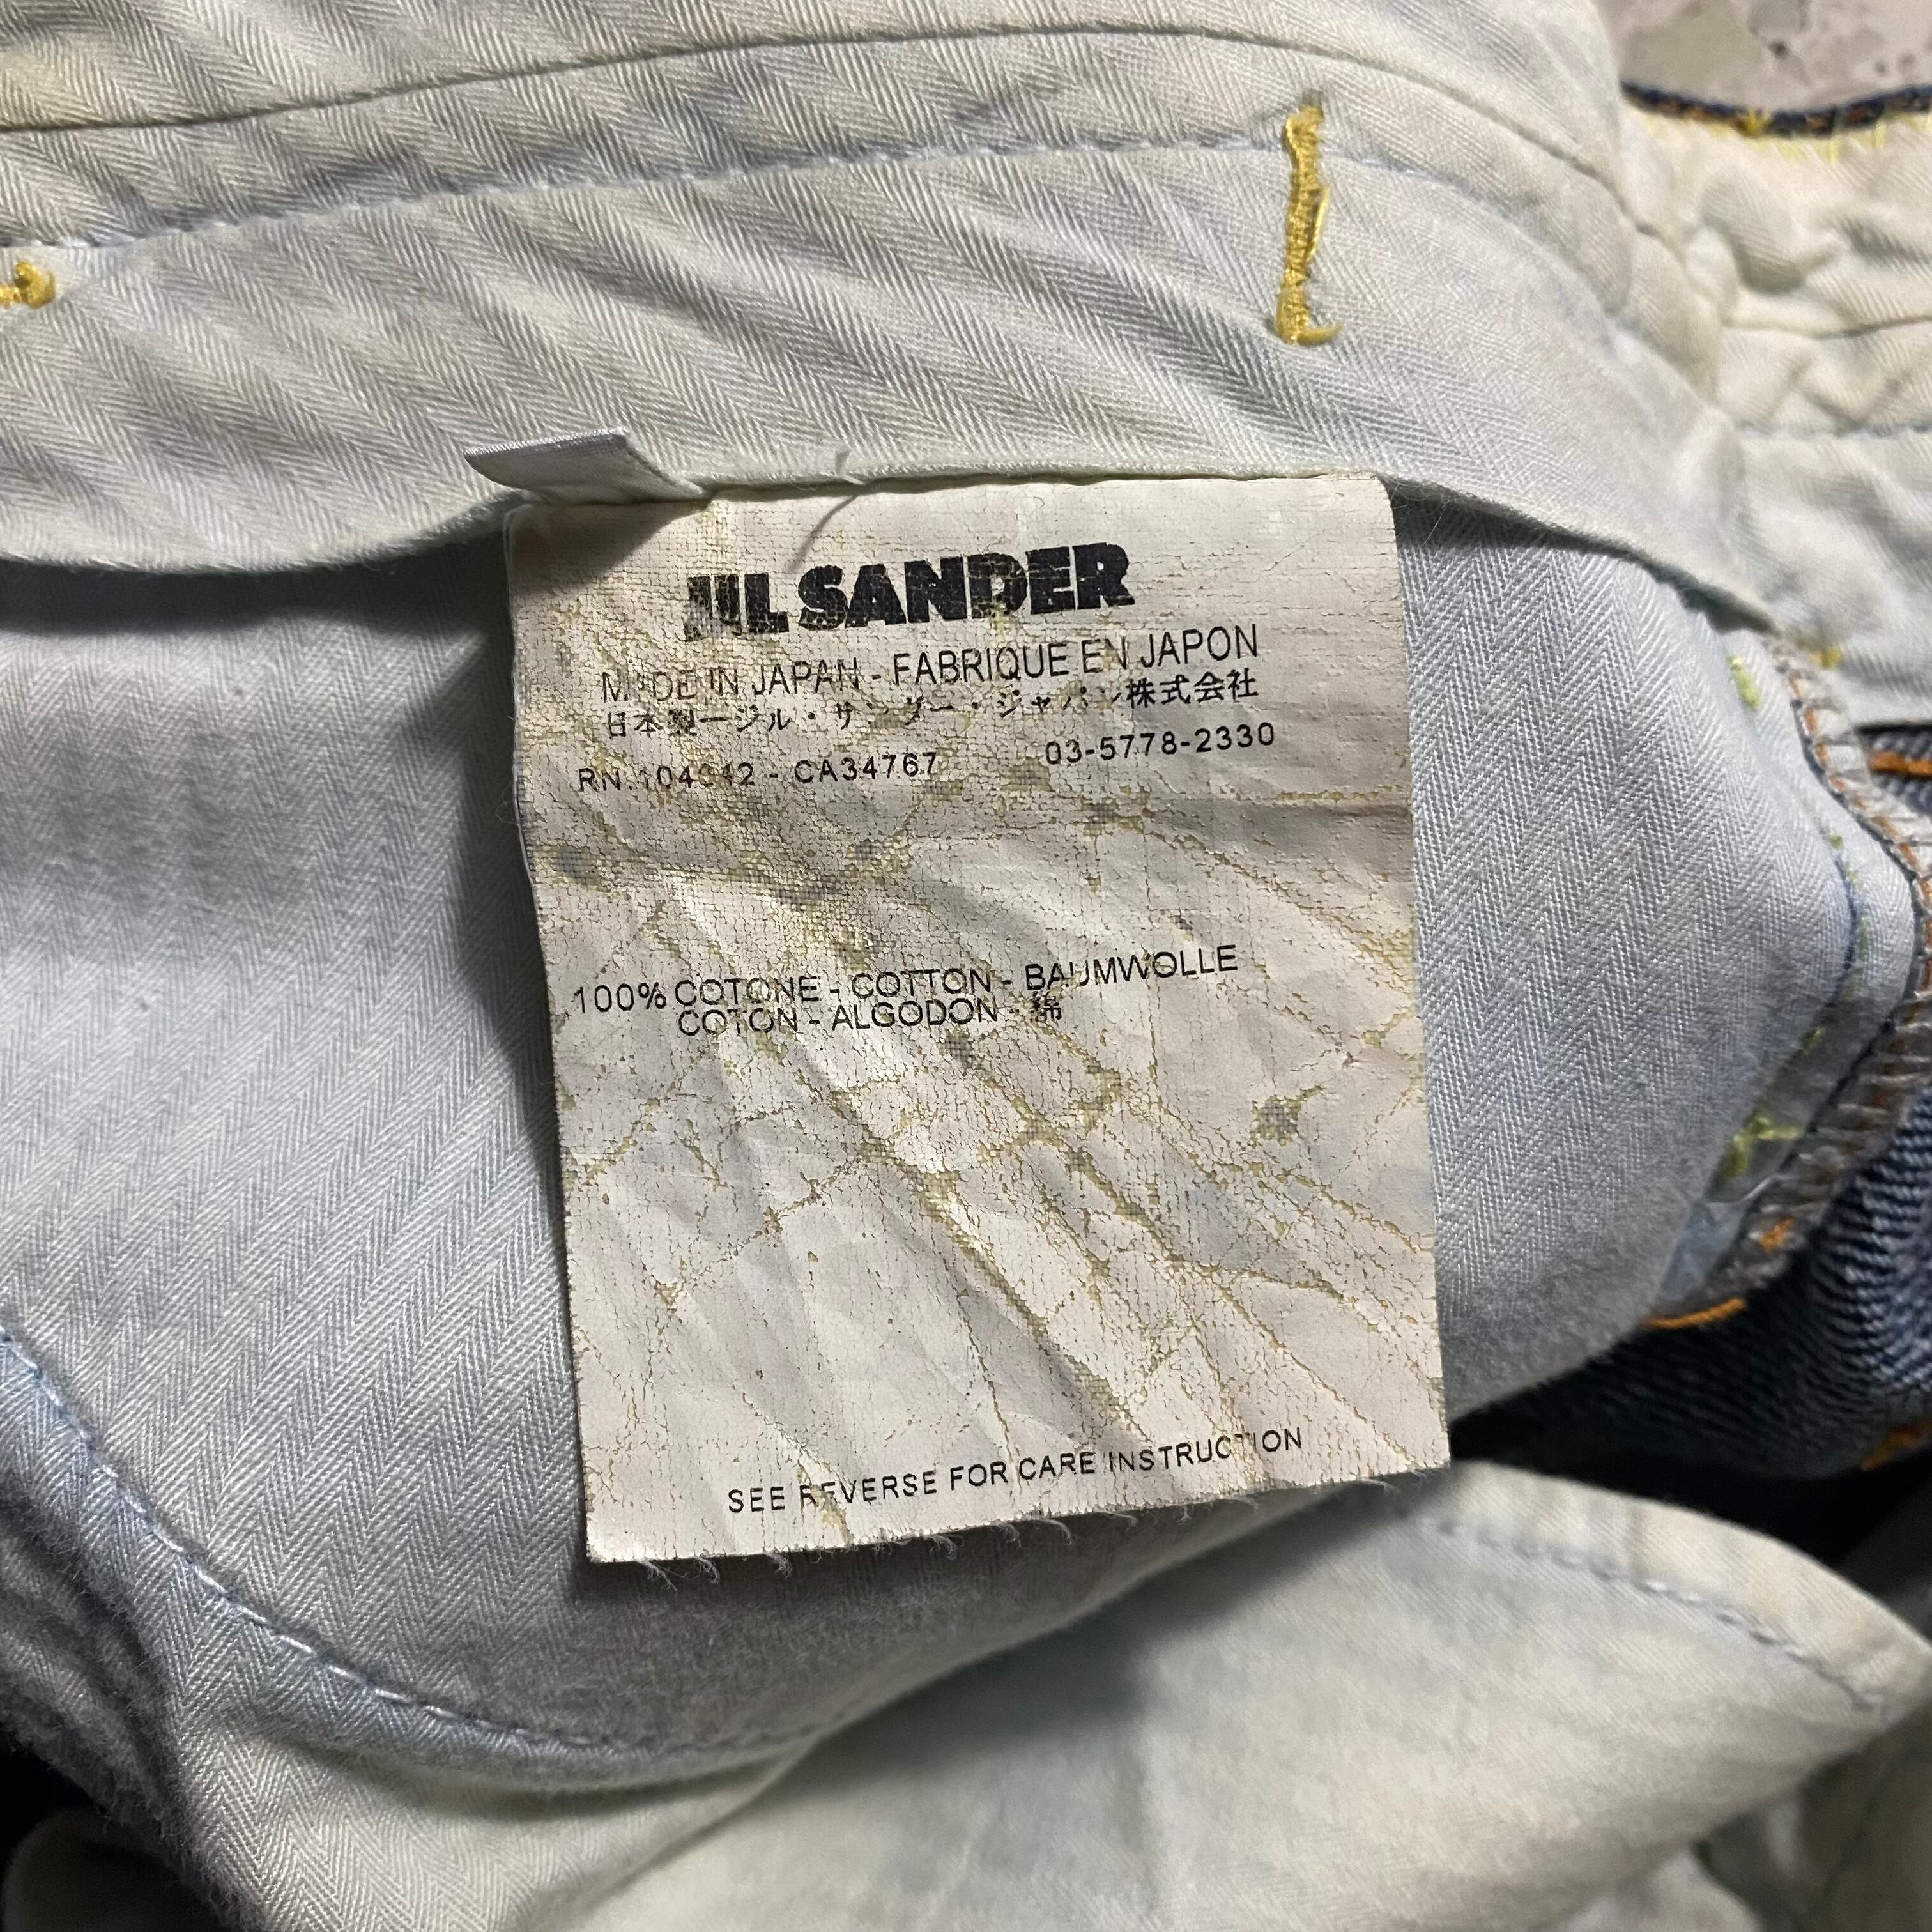 JIL SANDER
MADE IN JAPAN - FABRIQUE EN JAPON
日本製ージル・サンダー・ジャパン株式会社
CA34767 03-5778-2330
100% COTONE - COTTON - BAUMWOLLE
COTON - ALGODON - 綿
SEE REVERSE FOR CARE INSTRUCTION